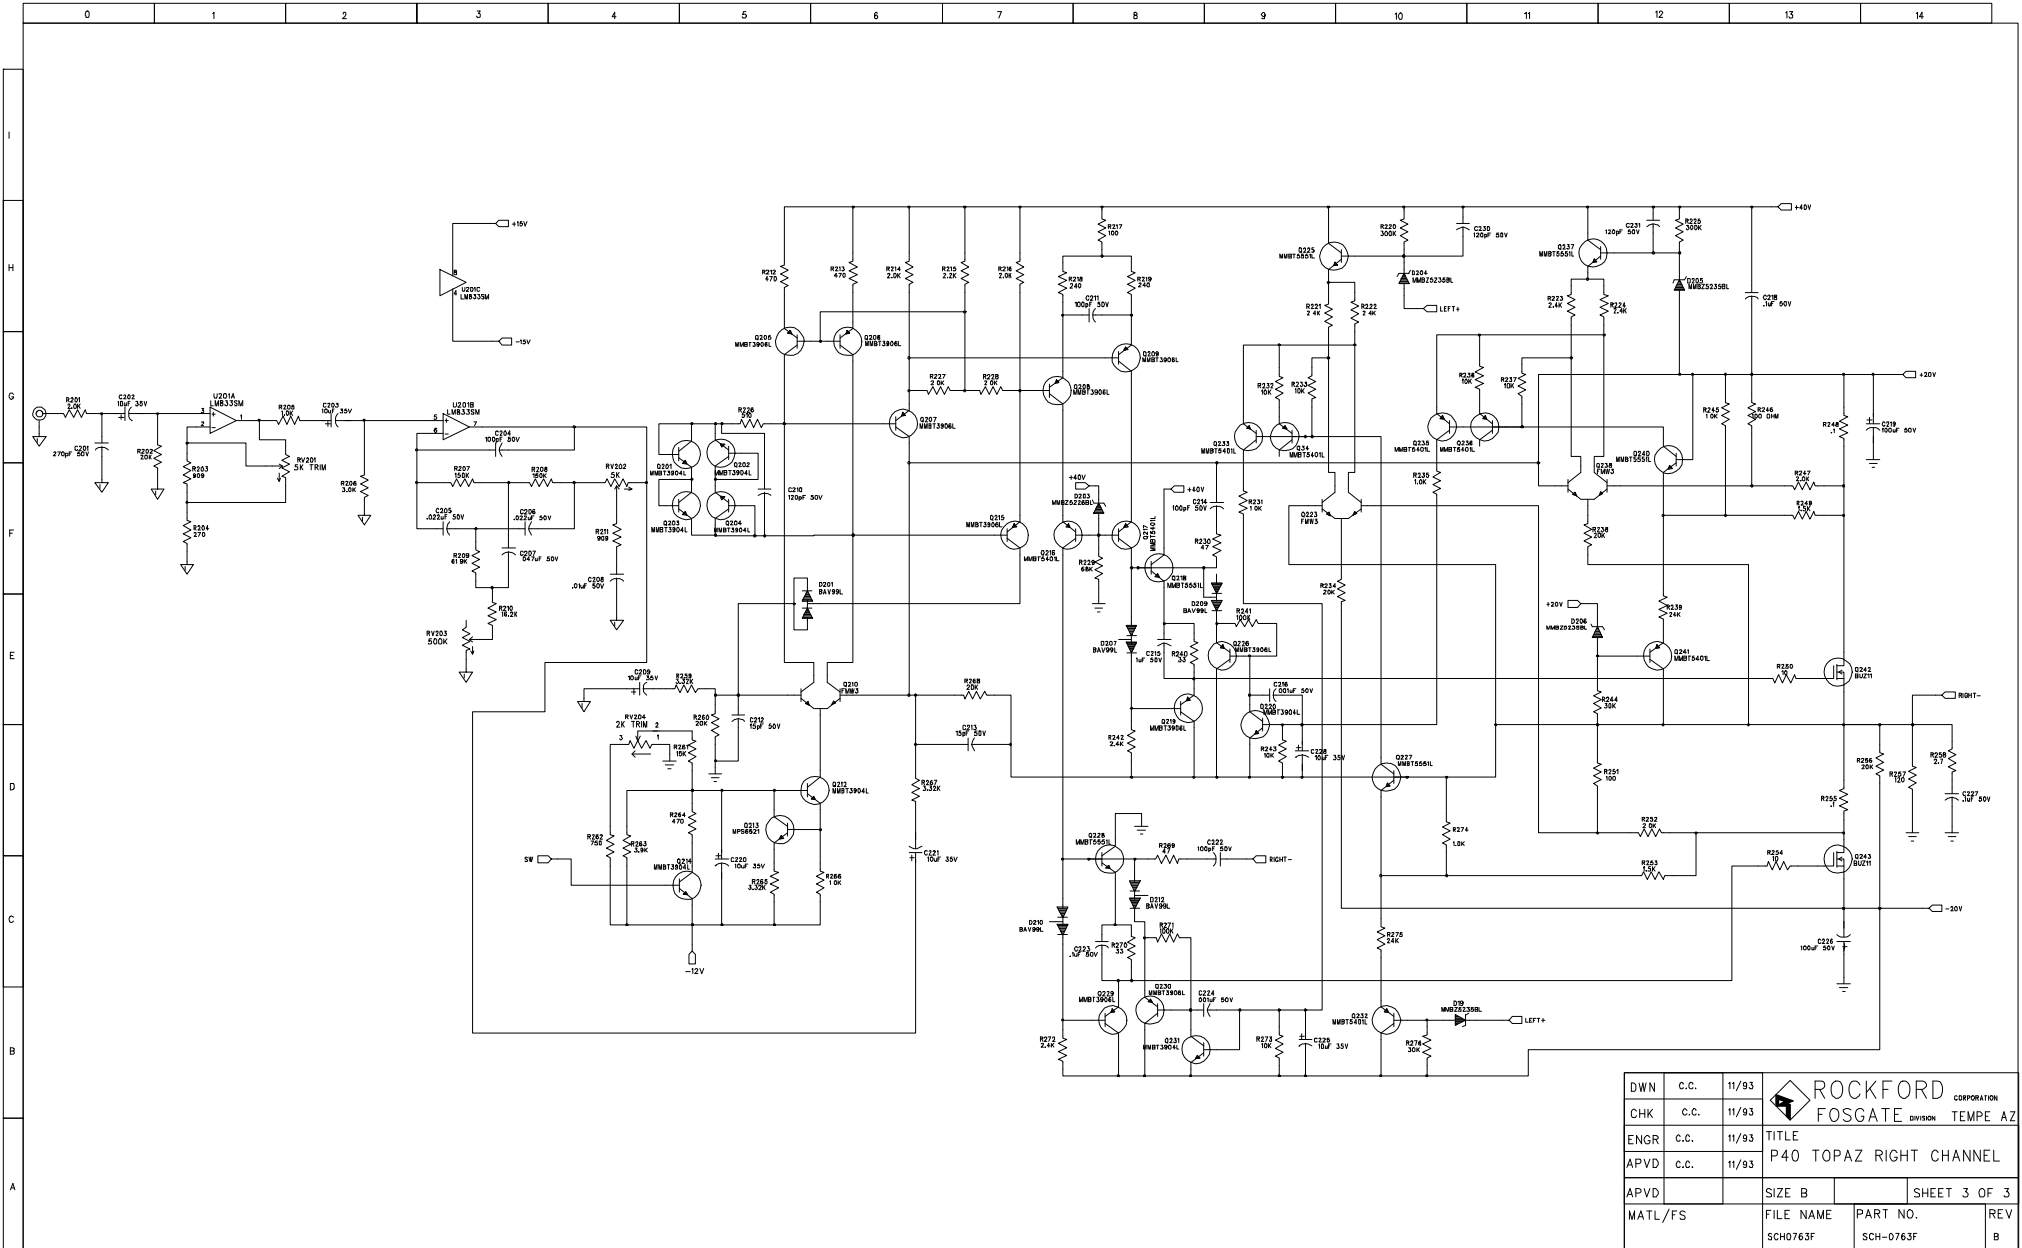 0 1 2 3 4 5 6 7 8 9 10 11 12 13 14
I
H
G
F
E
D
C
B
A
+15V
8
U201C
LM833SM
4
-15V
R201
2.0K
C201
270pF 50V
C202
10uF 35V
R202
20K
U201A
LM833SM
3
2
1
R203
909
R204
270
R205
1.0K
RV201
5K TRIM
C203
10uF 35V
R206
3.0K
U201B
LM833SM
5
6
7
C204
100pF 50V
R207
150K
R208
150K
RV202
5K
C205
.022uF 50V
C206
.022uF 50V
R209
61.9K
C207
.047uF 50V
R210
16.2K
RV203
500K
R211
909
C208
.01uF 50V
R212
470
R213
470
R214
2.0K
R215
2.2K
R216
2.0K
R217
100
R218
240
R219
240
C211
100pF 50V
MMBT3906L
Q206
MMBT3906L
Q209
MMBT3906L
R227
2.0K
R228
2.0K
MMBT3906L
R226
510
Q207
MMBT3906L
Q201
MMBT3904L
Q202
MMBT3904L
Q203
MMBT3904L
Q204
MMBT3904L
C210
120pF 50V
Q215
MMBT3906L
+40V
D203
MMBZ5226BL
Q216
MMBT5401L
R229
68K
Q217
MMBT5401L
+40V
C214
100pF 50V
R230
47
Q218
MMBT5551L
D209
BAV99L
D201
BAV99L
D207
BAV99L
C215
.1uF 50V
R240
33
R241
100K
Q226
MMBT3906L
Q219
MMBT3906L
R242
2.4K
C216
.001uF 50V
Q220
MMBT3904L
R243
10K
C228
10uF 35V
C209
10uF 35V
R259
3.32K
R260
20K
C212
15pF 50V
Q210
FMW3
R268
20K
C213
15pF 50V
RV204
2K TRIM
3
2
1
R261
15K
R262
750
R263
3.9K
R264
470
Q212
MMBT3904L
Q213
MPS6521
Q214
MMBT3904L
C220
10uF 35V
R265
3.32K
R266
1.0K
R267
3.32K
C221
10uF 35V
SW
-12V
Q225
MMBT5551L
R220
300K
C230
120pF 50V
D204
MMBZ5235BL
LEFT+
R221
2.4K
R222
2.4K
R232
10K
R233
10K
Q233
MMBT5401L
Q34
MMBT5401L
R231
1.0K
Q223
FMW3
R234
20K
R235
1.0K
R236
10K
R237
10K
Q235
MMBT5401L
Q236
MMBT5401L
Q237
MMBT5551L
C231
120pF 50V
R225
300K
D205
MMBZ5235BL
R223
2.4K
R224
2.4K
C218
.1uF 50V
+40V
+20V
R245
1.0K
R246
100 OHM
R248
.1
C219
100uF 50V
Q240
MMBT5551L
Q238
FMW3
R247
2.0K
R249
1.5K
R238
20K
+20V
D206
MMBZ5235BL
R239
24K
Q241
MMBT5401L
R244
30K
R250
10
Q242
BUZ11
RIGHT-
R251
100
R252
2.0K
R253
1.5K
R254
10
R255
.1
R256
20K
R257
120
R258
2.7
C227
.1uF 50V
Q243
BUZ11
-20V
C226
100uF 50V
Q227
MMBT5551L
R274
1.0K
R275
24K
Q228
MMBT5551L
R269
47
C222
100pF 50V
RIGHT-
D212
BAV99L
D210
BAV99L
C223
.1uF 50V
R270
33
R271
100K
Q229
MMBT3906L
Q230
MMBT3906L
C224
.001uF 50V
Q231
MMBT3904L
R272
2.4K
R273
10K
C225
10uF 35V
Q232
MMBT5401L
D19
MMBZ5235BL
LEFT+
R276
30K
DWN C.C. 11/93
CHK C.C. 11/93
ENGR C.C. 11/93
APVD C.C. 11/93
APVD
MATL/FS
ROCKFORD CORPORATION
FOSGATE DIVISION TEMPE AZ
TITLE
P40 TOPAZ RIGHT CHANNEL
SIZE B SHEET 3 OF 3
FILE NAME PART NO. REV
SCH0763F SCH-0763F B